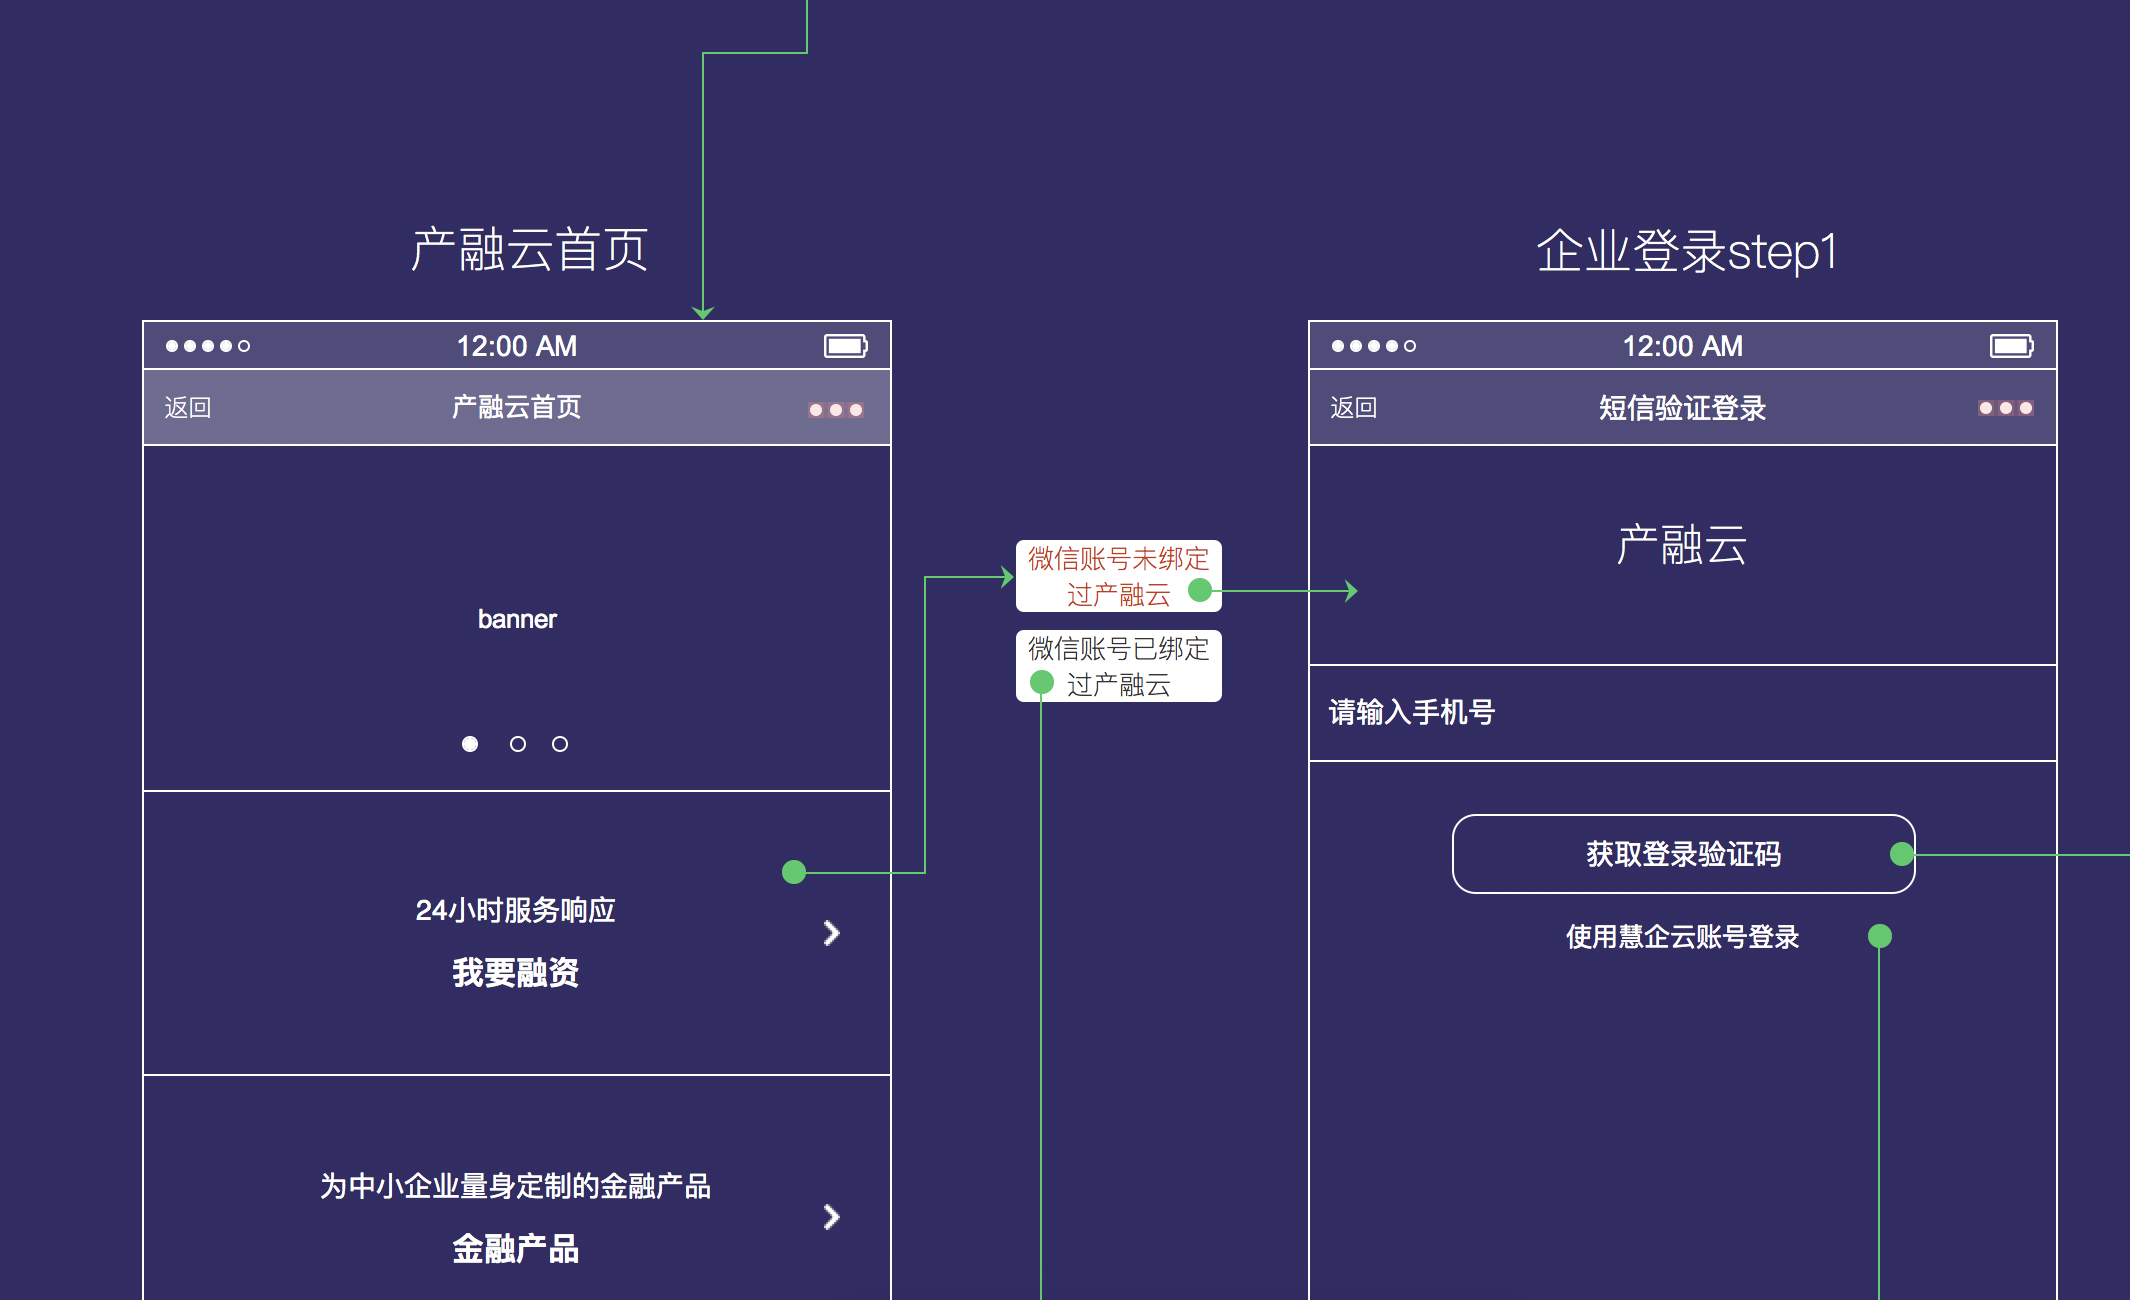 产融云首页
12:00 AM
返回
产融云首页
banner
24小时服务响应
我要融资
为中小企业量身定制的金融产品
金融产品
微信账号未绑定
过产融云
微信账号已绑定
过产融云
企业登录step1
12:00 AM
返回
短信验证登录
产融云
请输入手机号
获取登录验证码
使用慧企云账号登录